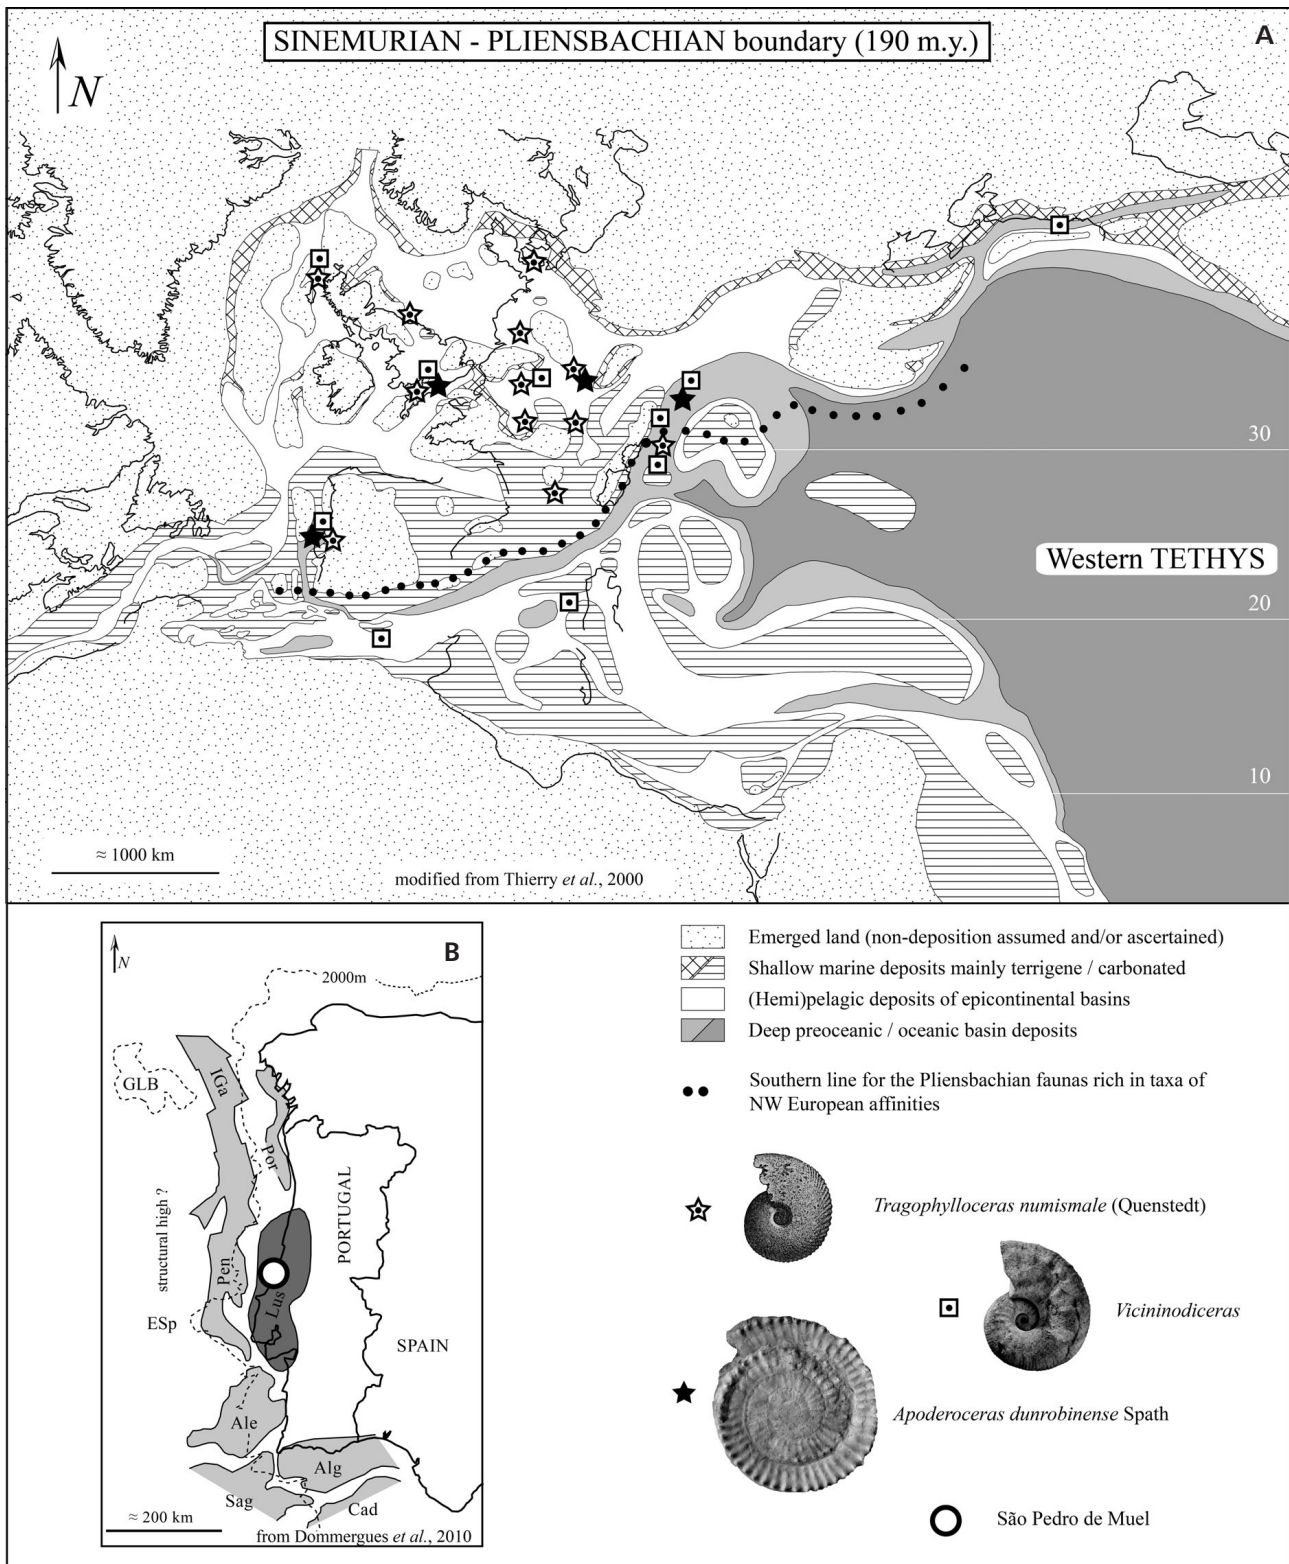 SINEMURIAN - PLIENSBACHIAN boundary (190 m.y.)
A
N
30
Western TETHYS
20
10
≈ 1000 km
modified from Thierry et al., 2000
B
N
2000m
GLB
IGa
Por
structural high ?
PORTUGAL
Pen
Lus
ESp
SPAIN
Ale
Alg
Sag
Cad
≈ 200 km
from Dommergues et al., 2010
Emerged land (non-deposition assumed and/or ascertained)
Shallow marine deposits mainly terrigene / carbonated
(Hemi)pelagic deposits of epicontinental basins
Deep preoceanic / oceanic basin deposits
Southern line for the Pliensbachian faunas rich in taxa of
NW European affinities
Tragophylloceras numismale (Quenstedt)
Vicininodiceras
Apoderoceras dunrobinense Spath
São Pedro de Muel